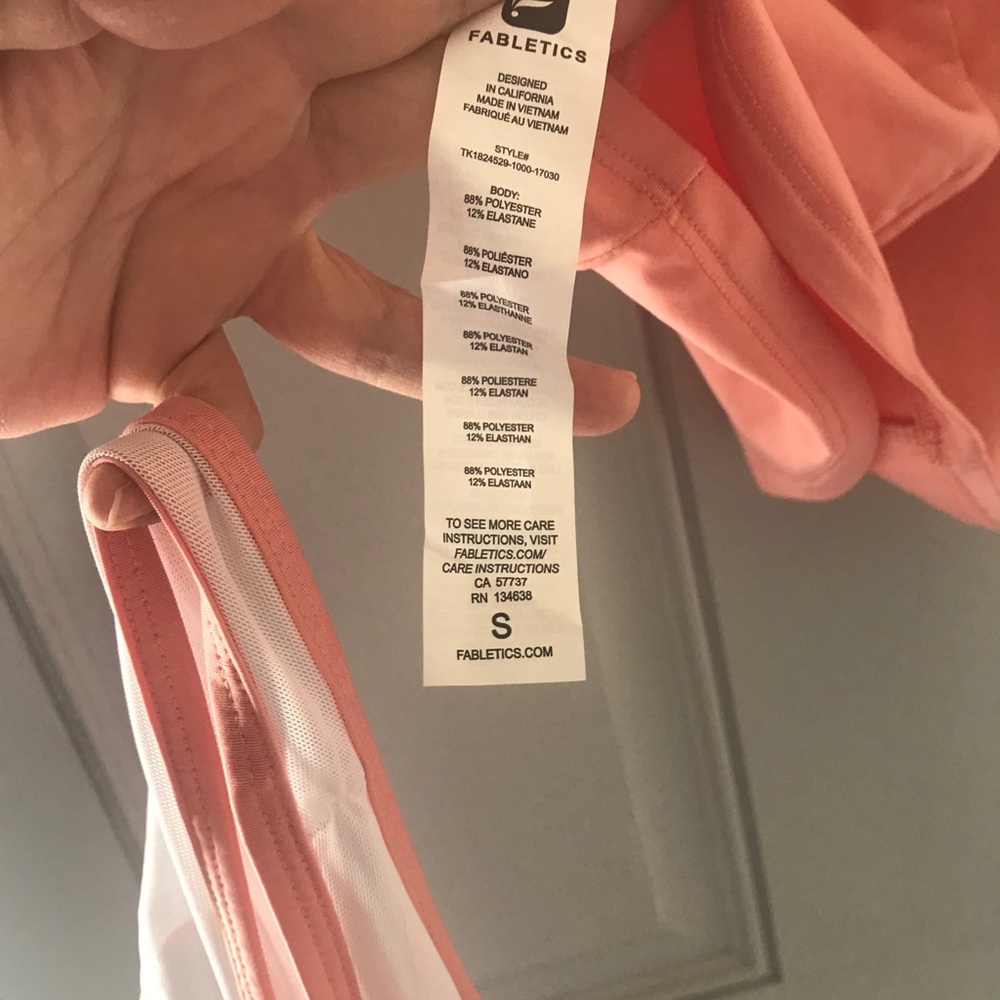 FABLETICS
DESIGNED
IN CALIFORNIA
MADE IN VIETNAM
FABRIQUÉ AU VIETNAM
STYLE#
TK1824529-1000-17030
BODY:
88% POLYESTER
12% ELASTANE
88% POLIÉSTER
12% ELASTANO
88% POLYESTER
12% ELASTHANNE
88% POLYESTER
12% ELASTAN
88% POLIESTERE
12% ELASTAN
88% POLYESTER
12% ELASTHAN
88% POLYESTER
12% ELASTAAN
TO SEE MORE CARE
INSTRUCTIONS, VISIT
FABLETICS.COM/
CARE INSTRUCTIONS
CA 57737
RN 134638
S
FABLETICS.COM